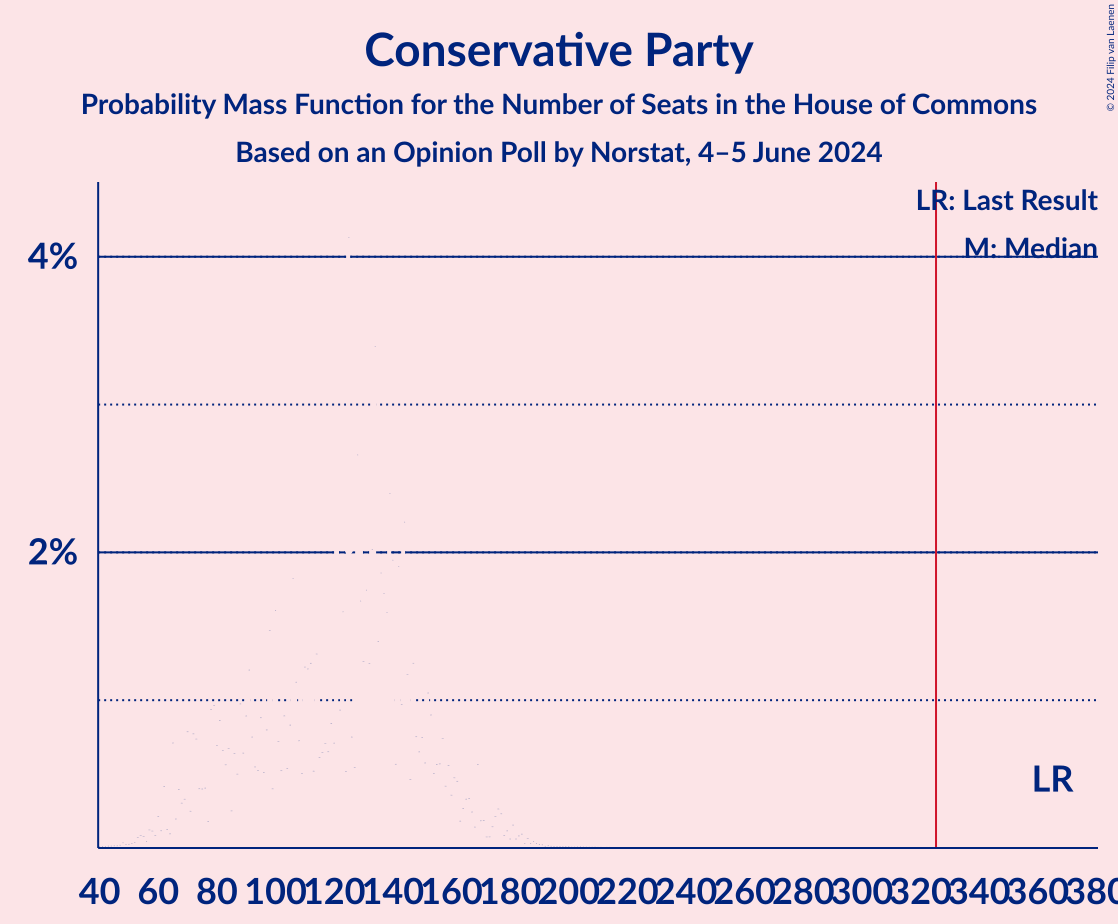 Conservative Party
Probability Mass Function for the Number of Seats in the House of Commons
Based on an Opinion Poll by Norstat, 4–5 June 2024
© 2024 Filip van Laenen
LR: Last Result
M: Median
4%
2%
LR
40 60 80 100 120 140 160 180 200 220 240 260 280 300 320 340 360 380